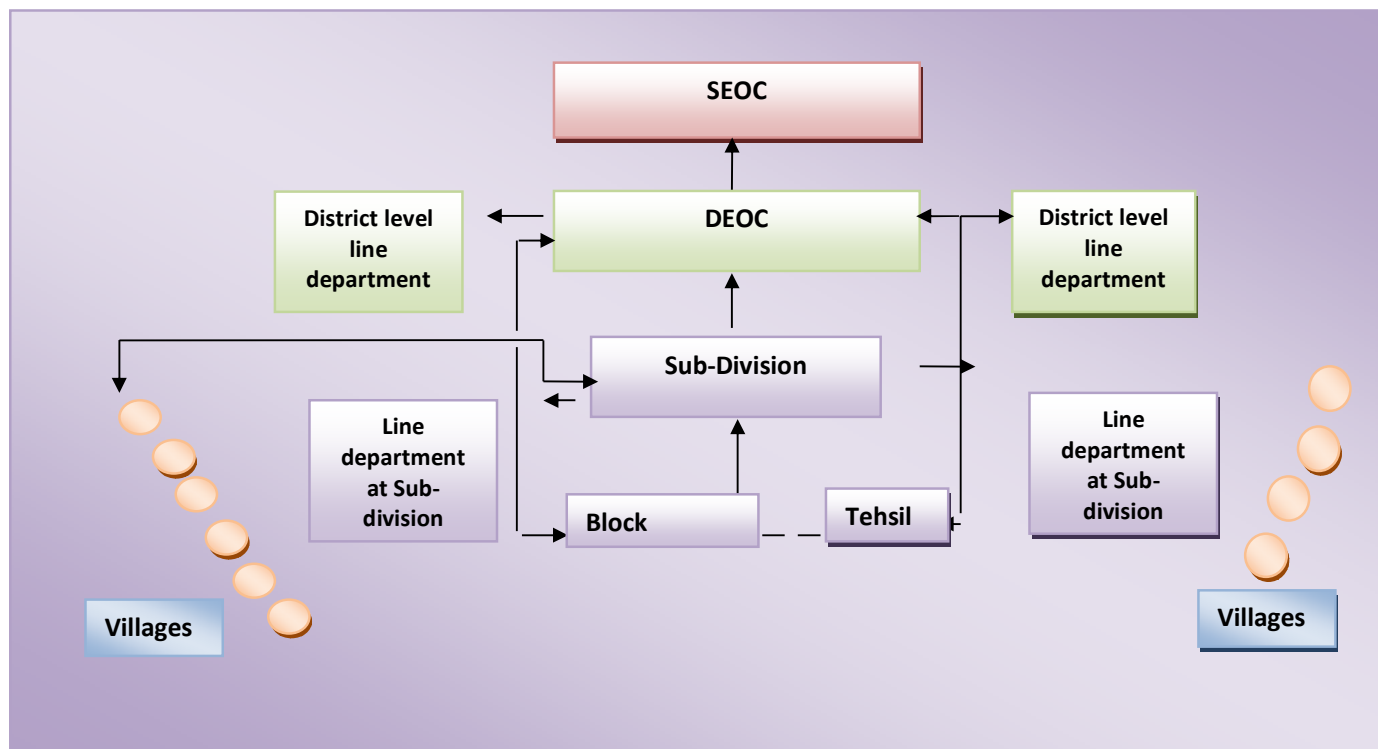 SEOC
District level
line
department
DEOC
District level
line
department
Sub-Division
Line
department
at Sub-
division
Line
department
at Sub-
division
Block
Tehsil
Villages
Villages